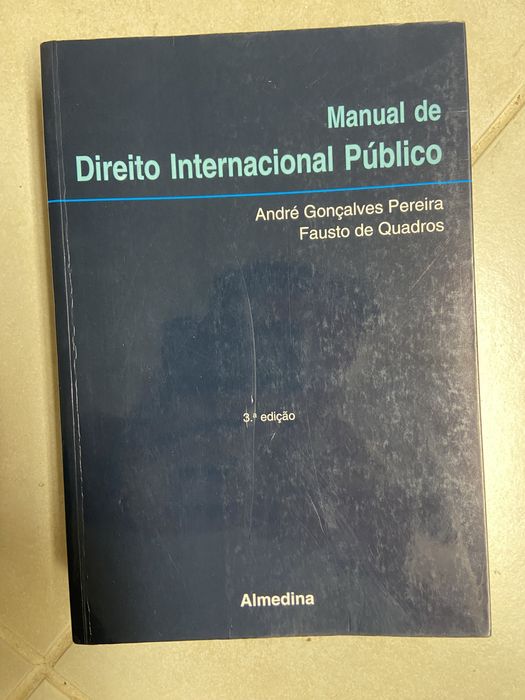 Manual de
Direito Internacional Público
André Gonçalves Pereira
Fausto de Quadros
3.ª edição
Almedina